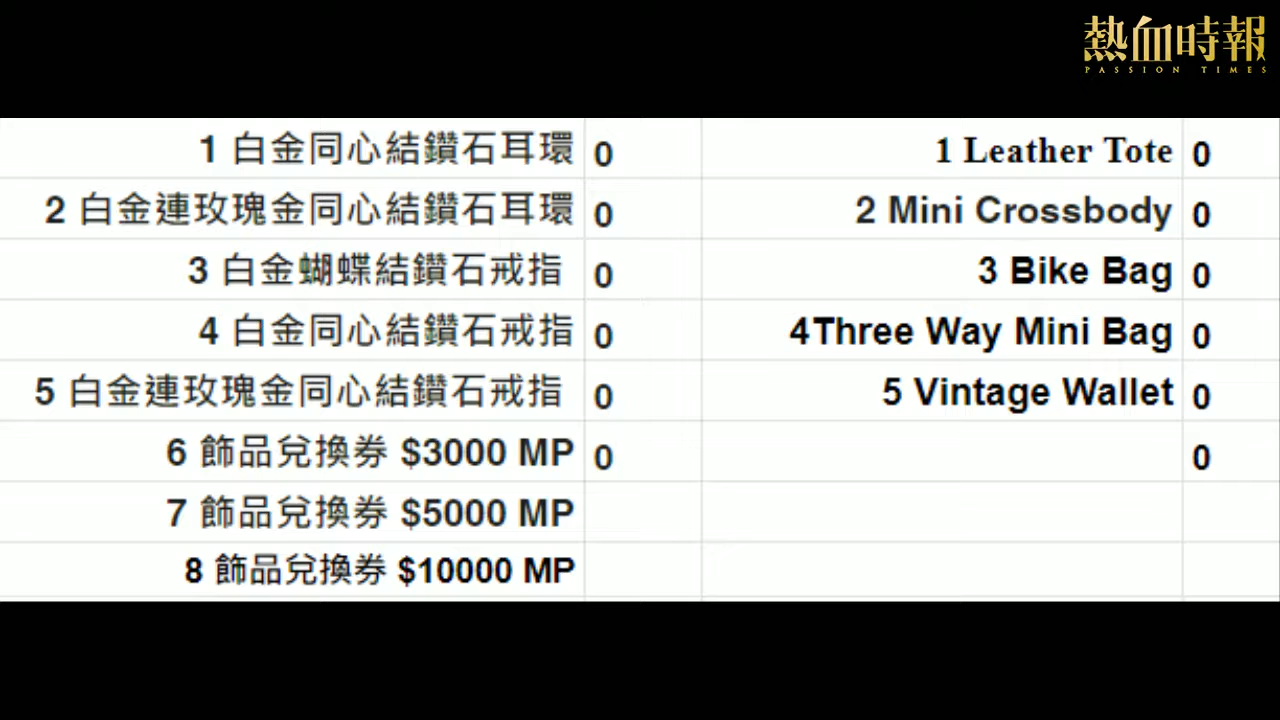 熱血時報
PASSION TIMES
1 白金同心結鑽石耳環 0 1 Leather Tote 0
2 白金連玫瑰金同心結鑽石耳環 0 2 Mini Crossbody 0
3 白金蝴蝶結鑽石戒指 0 3 Bike Bag 0
4 白金同心結鑽石戒指 0 4Three Way Mini Bag 0
5 白金連玫瑰金同心結鑽石戒指 0 5 Vintage Wallet 0
6 飾品兌換券 $3000 MP 0 0
7 飾品兌換券 $5000 MP
8 飾品兌換券 $10000 MP